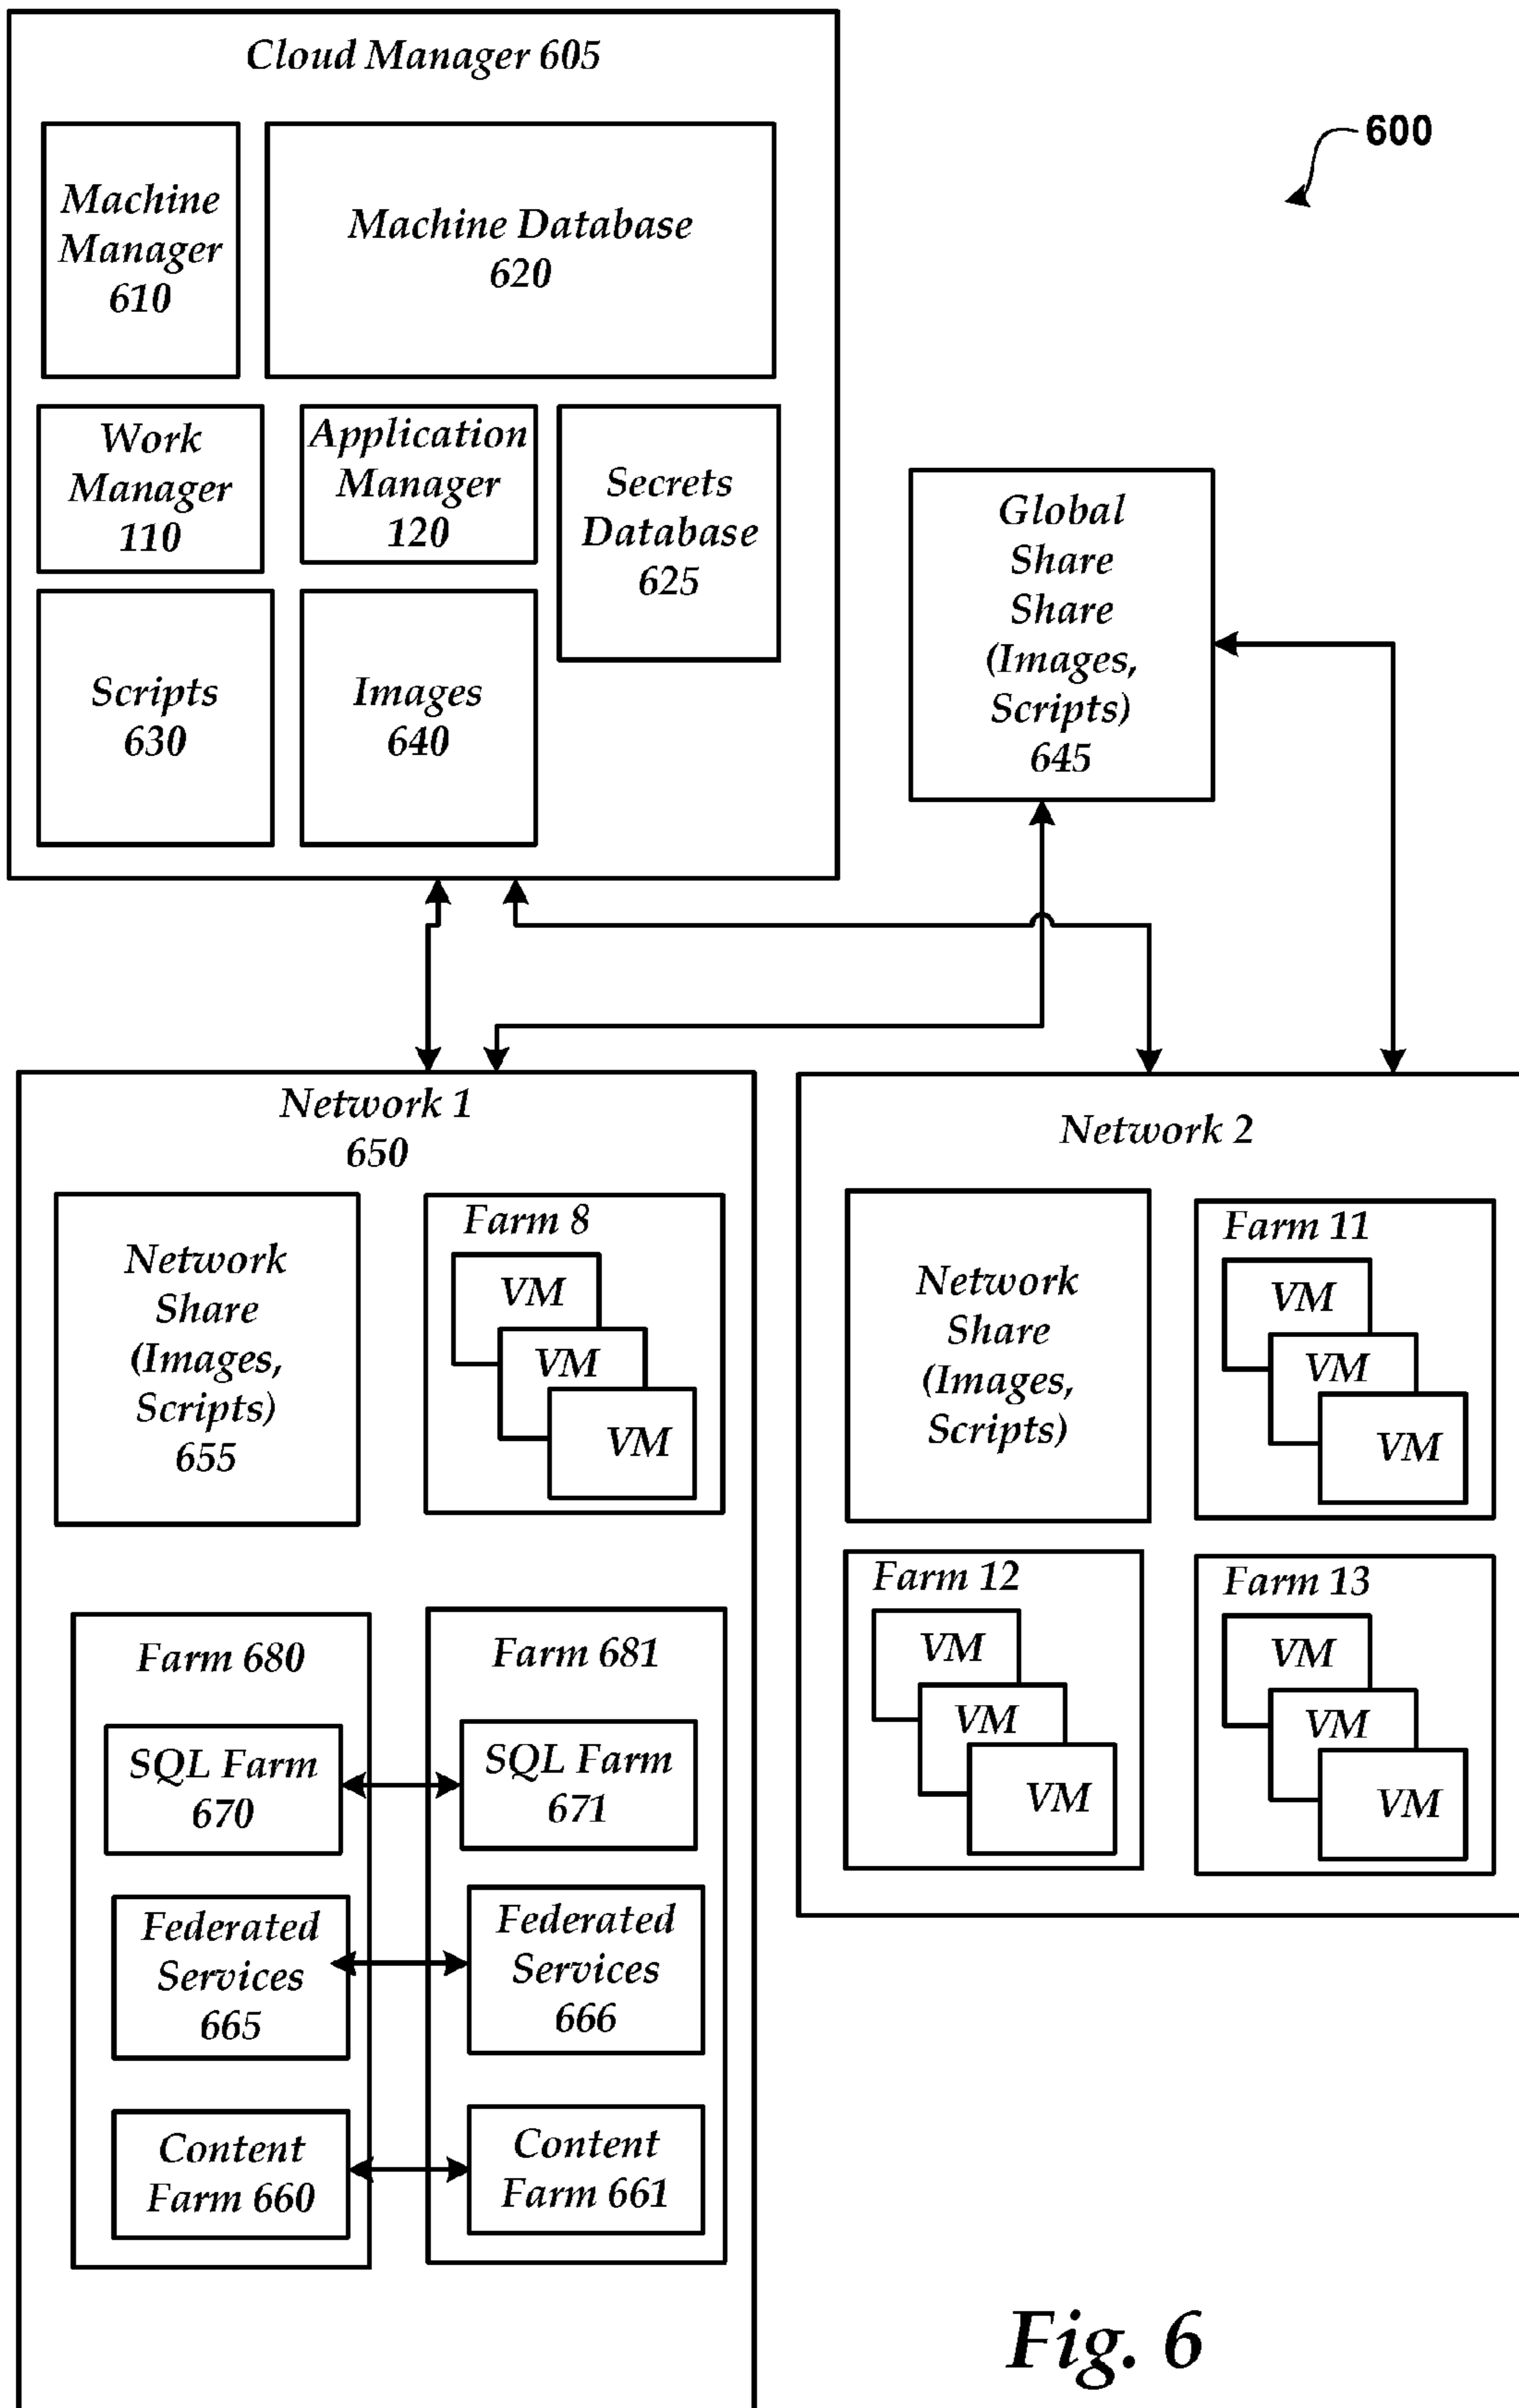 Cloud Manager 605
600
Machine
Manager
610
Machine Database
620
Work
Manager
110
Application
Manager
120
Secrets
Database
625
Scripts
630
Images
640
Global
Share
Share
(Images,
Scripts)
645
Network 1
650
Network
Share
(Images,
Scripts)
655
Farm 8
VM
VM
VM
Farm 680
SQL Farm
670
Federated
Services
665
Content
Farm 660
Farm 681
SQL Farm
671
Federated
Services
666
Content
Farm 661
Network 2
Network
Share
(Images,
Scripts)
Farm 11
VM
VM
VM
Farm 12
VM
VM
VM
Farm 13
VM
VM
VM
Fig. 6